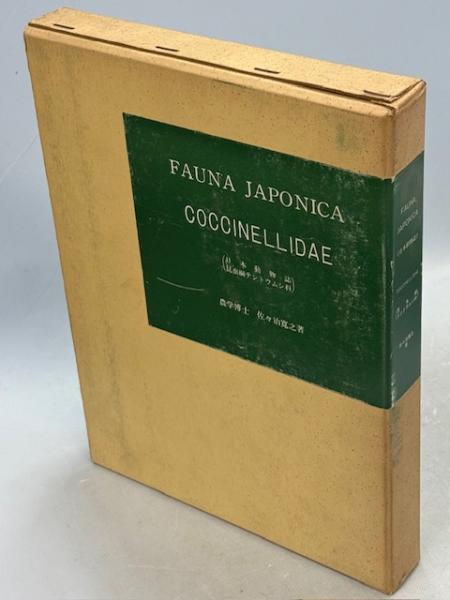 FAUNA JAPONICA
COCCINELLIDAE
(日本動物誌
昆虫綱テントウムシ科)
農学博士 佐々治寛之著
FAUNA
JAPONICA